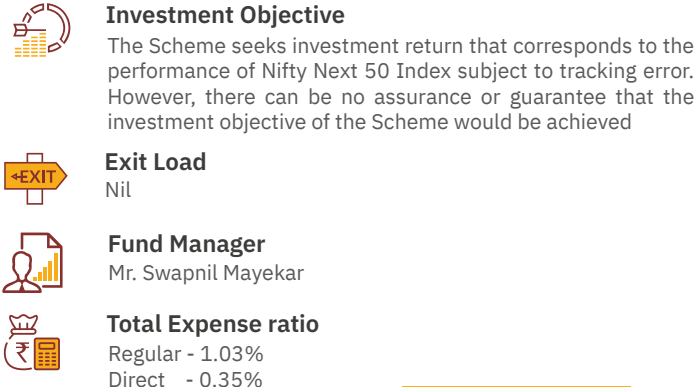 Investment Objective
The Scheme seeks investment return that corresponds to the
performance of Nifty Next 50 Index subject to tracking error.
However, there can be no assurance or guarantee that the
investment objective of the Scheme would be achieved
EXIT
Exit Load
Nil
Fund Manager
Mr. Swapnil Mayekar
₹
Total Expense ratio
Regular - 1.03%
Direct - 0.35%